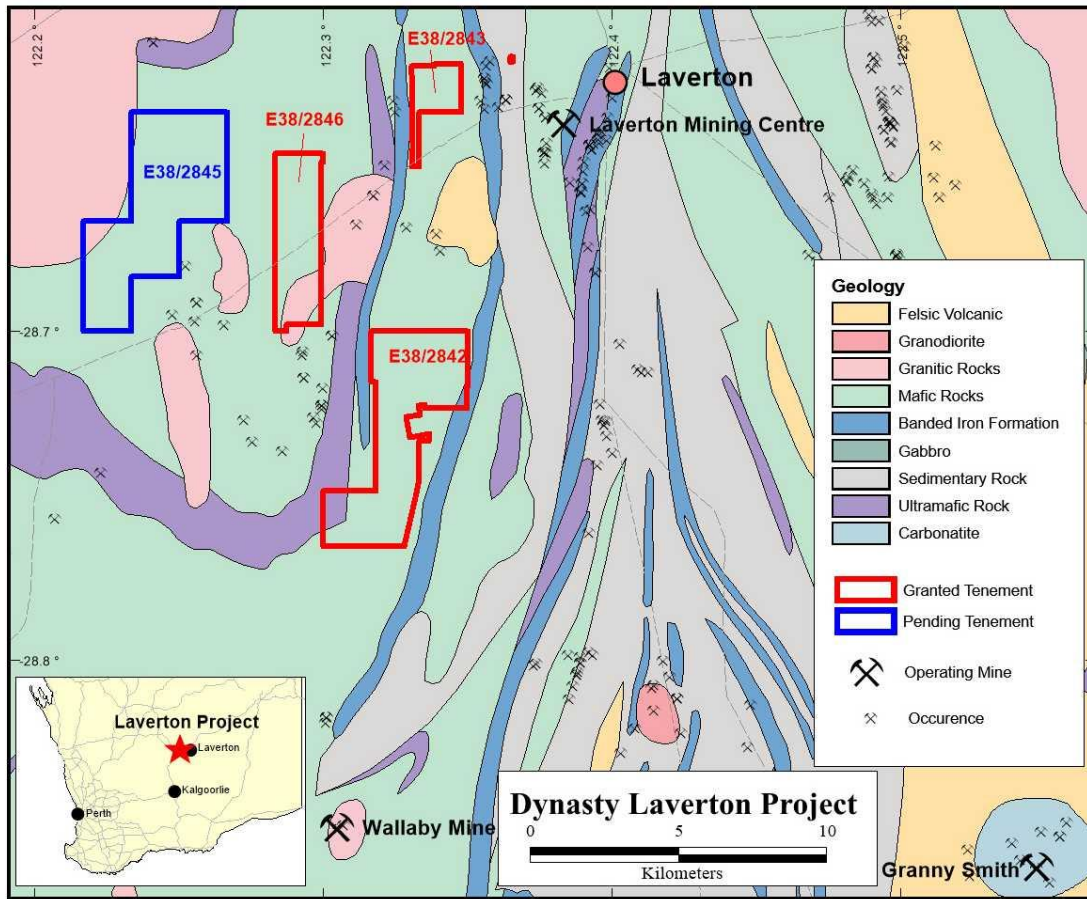 122.2 °
122.3 °
122.4 °
122.5 °
E38/2843
Laverton
Laverton Mining Centre
E38/2846
E38/2845
-28.7 °
E38/2842
-28.8 °
Geology
Felsic Volcanic
Granodiorite
Granitic Rocks
Mafic Rocks
Banded Iron Formation
Gabbro
Sedimentary Rock
Ultramafic Rock
Carbonatite
Granted Tenement
Pending Tenement
Operating Mine
Occurence
Laverton Project
Laverton
Kalgoorlie
Perth
Wallaby Mine
Dynasty Laverton Project
0 5 10
Kilometers
Granny Smith